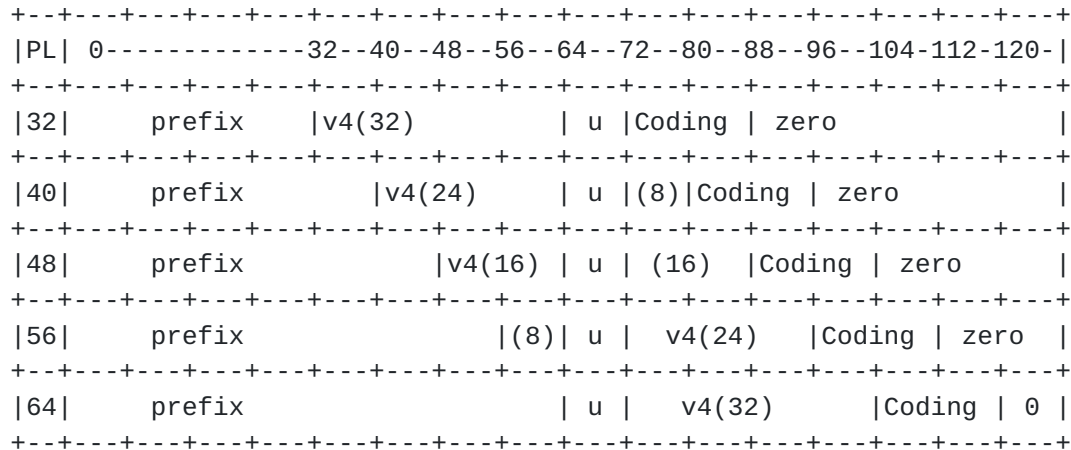 +--+---+---+---+---+---+---+---+---+---+---+---+---+---+---+---+---+
|PL| 0-------------32--40--48--56--64--72--80--88--96--104-112-120-|
+--+---+---+---+---+---+---+---+---+---+---+---+---+---+---+---+---+
|32|     prefix    |v4(32)         | u |Coding | zero              |
+--+---+---+---+---+---+---+---+---+---+---+---+---+---+---+---+---+
|40|     prefix        |v4(24)     | u |(8)|Coding | zero          |
+--+---+---+---+---+---+---+---+---+---+---+---+---+---+---+---+---+
|48|     prefix            |v4(16) | u | (16)  |Coding | zero      |
+--+---+---+---+---+---+---+---+---+---+---+---+---+---+---+---+---+
|56|     prefix                |(8)| u |  v4(24)   |Coding | zero  |
+--+---+---+---+---+---+---+---+---+---+---+---+---+---+---+---+---+
|64|     prefix                    | u |   v4(32)      |Coding | 0 |
+--+---+---+---+---+---+---+---+---+---+---+---+---+---+---+---+---+